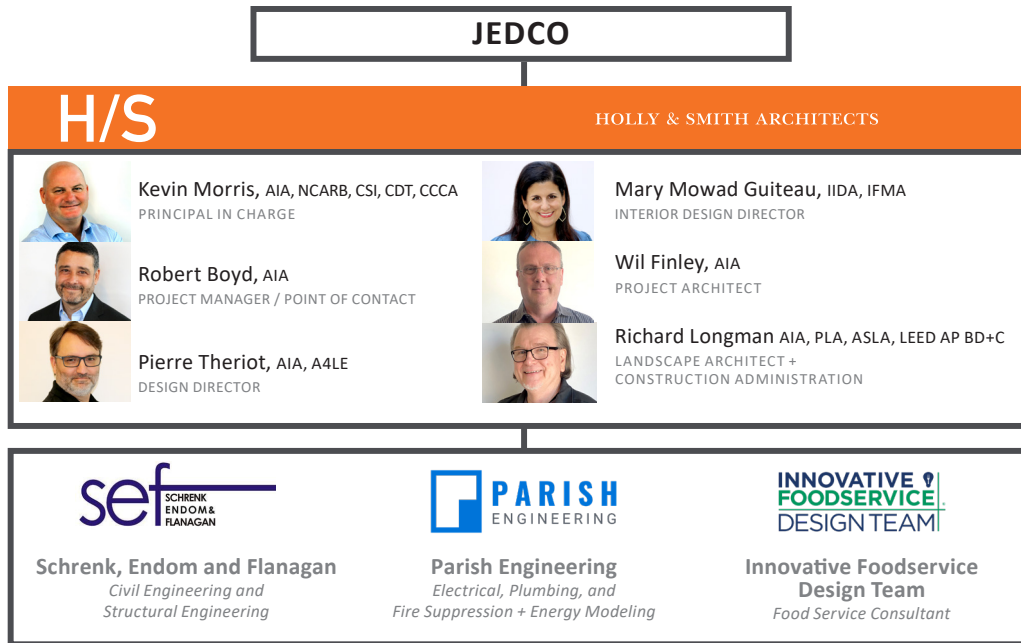 JEDCO
H/S
HOLLY & SMITH ARCHITECTS
Kevin Morris, AIA, NCARB, CSI, CDT, CCCA
PRINCIPAL IN CHARGE
Robert Boyd, AIA
PROJECT MANAGER / POINT OF CONTACT
Pierre Theriot, AIA, A4LE
DESIGN DIRECTOR
Mary Mowad Guiteau, IIDA, IFMA
INTERIOR DESIGN DIRECTOR
Wil Finley, AIA
PROJECT ARCHITECT
Richard Longman AIA, PLA, ASLA, LEED AP BD+C
LANDSCAPE ARCHITECT +
CONSTRUCTION ADMINISTRATION
sef
SCHRENK
ENDOM&
FLANAGAN
Schrenk, Endom and Flanagan
Civil Engineering and
Structural Engineering
PARISH
ENGINEERING
Parish Engineering
Electrical, Plumbing, and
Fire Suppression + Energy Modeling
INNOVATIVE
FOODSERVICE
DESIGN TEAM
Innovative Foodservice
Design Team
Food Service Consultant